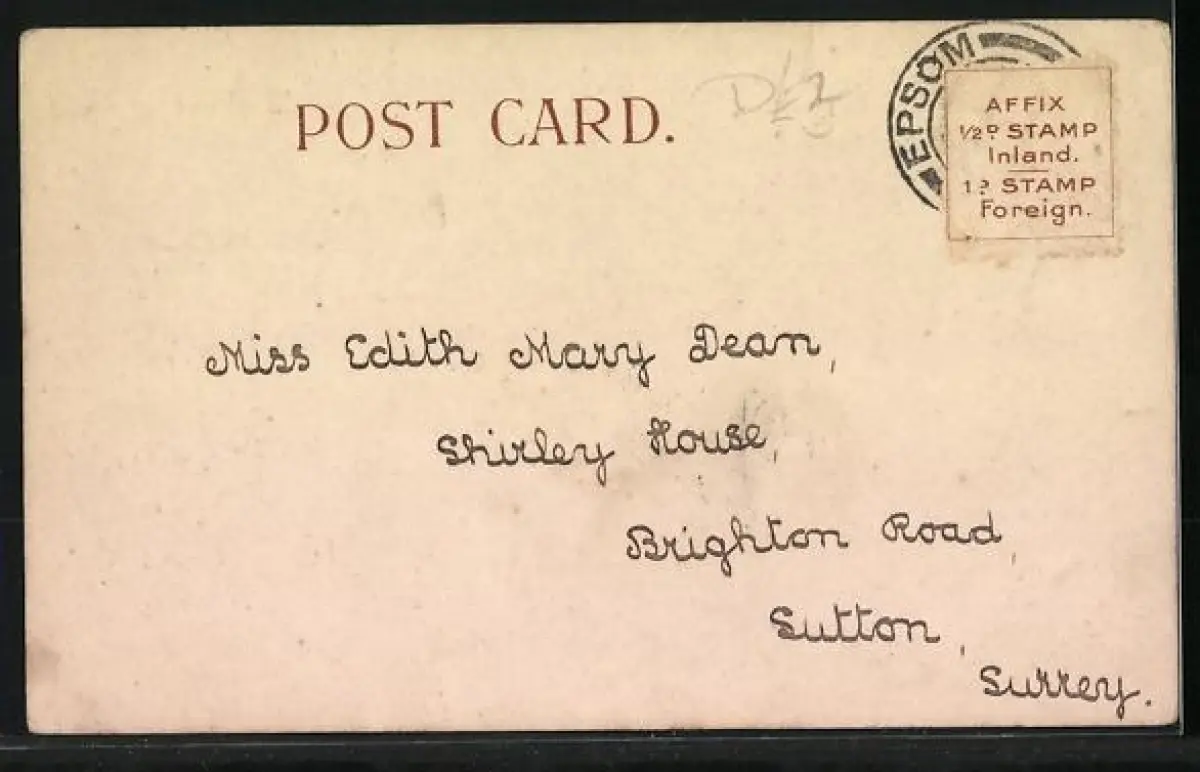 POST CARD.
EPSOM
AFFIX
½D STAMP
Inland.
1D STAMP
Foreign.
Miss Edith Mary Dean,
Shirley House,
Brighton Road,
Sutton,
Surrey.